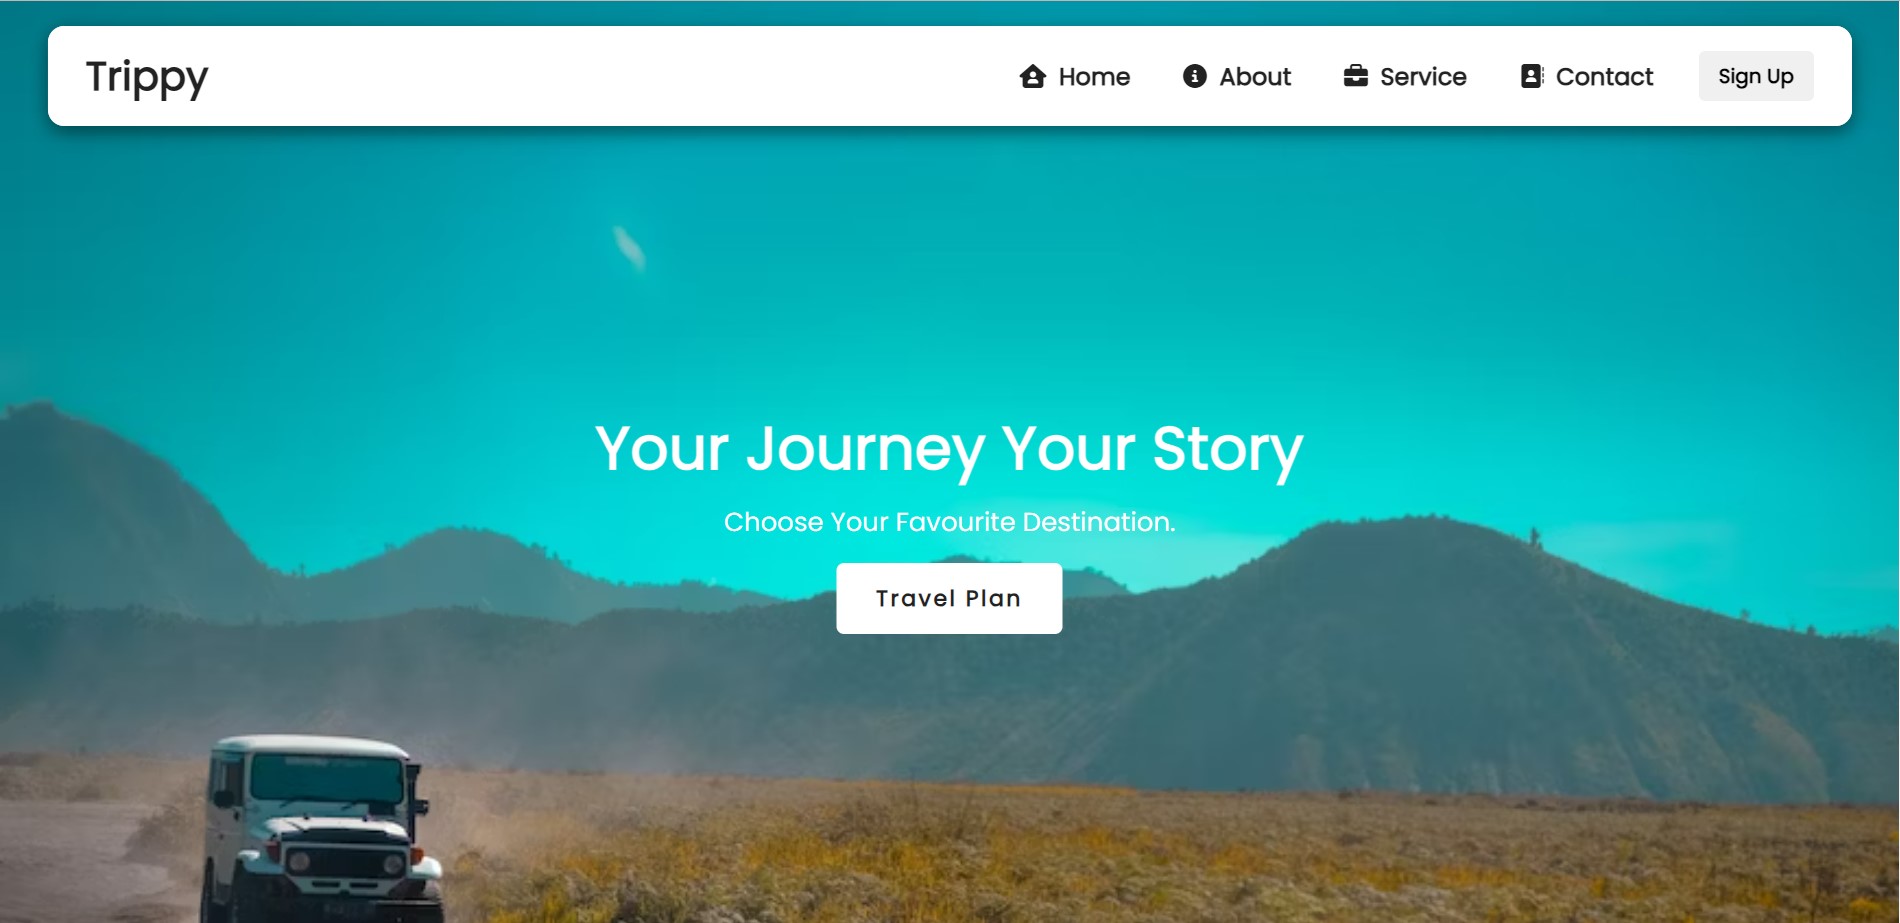 Trippy
Home About Service Contact Sign Up
Your Journey Your Story
Choose Your Favourite Destination.
Travel Plan